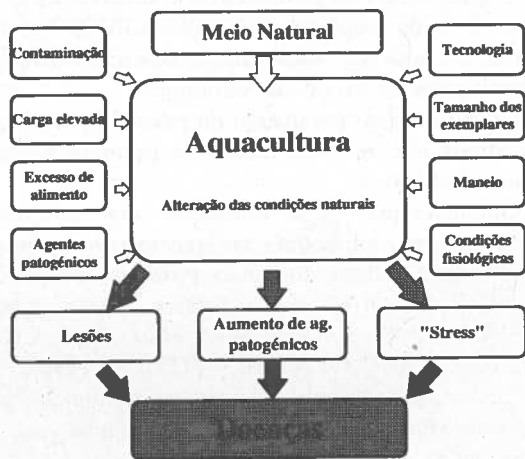 Meio Natural
Contaminação
Tecnologia
Carga elevada
Tamanho dos
exemplares
Aquacultura
Excesso de
alimento
Maneio
Alteração das condições naturais
Agentes
patogénicos
Condições
fisiológicas
Lesões
Aumento de ag.
patogénicos
"Stress"
Doenças